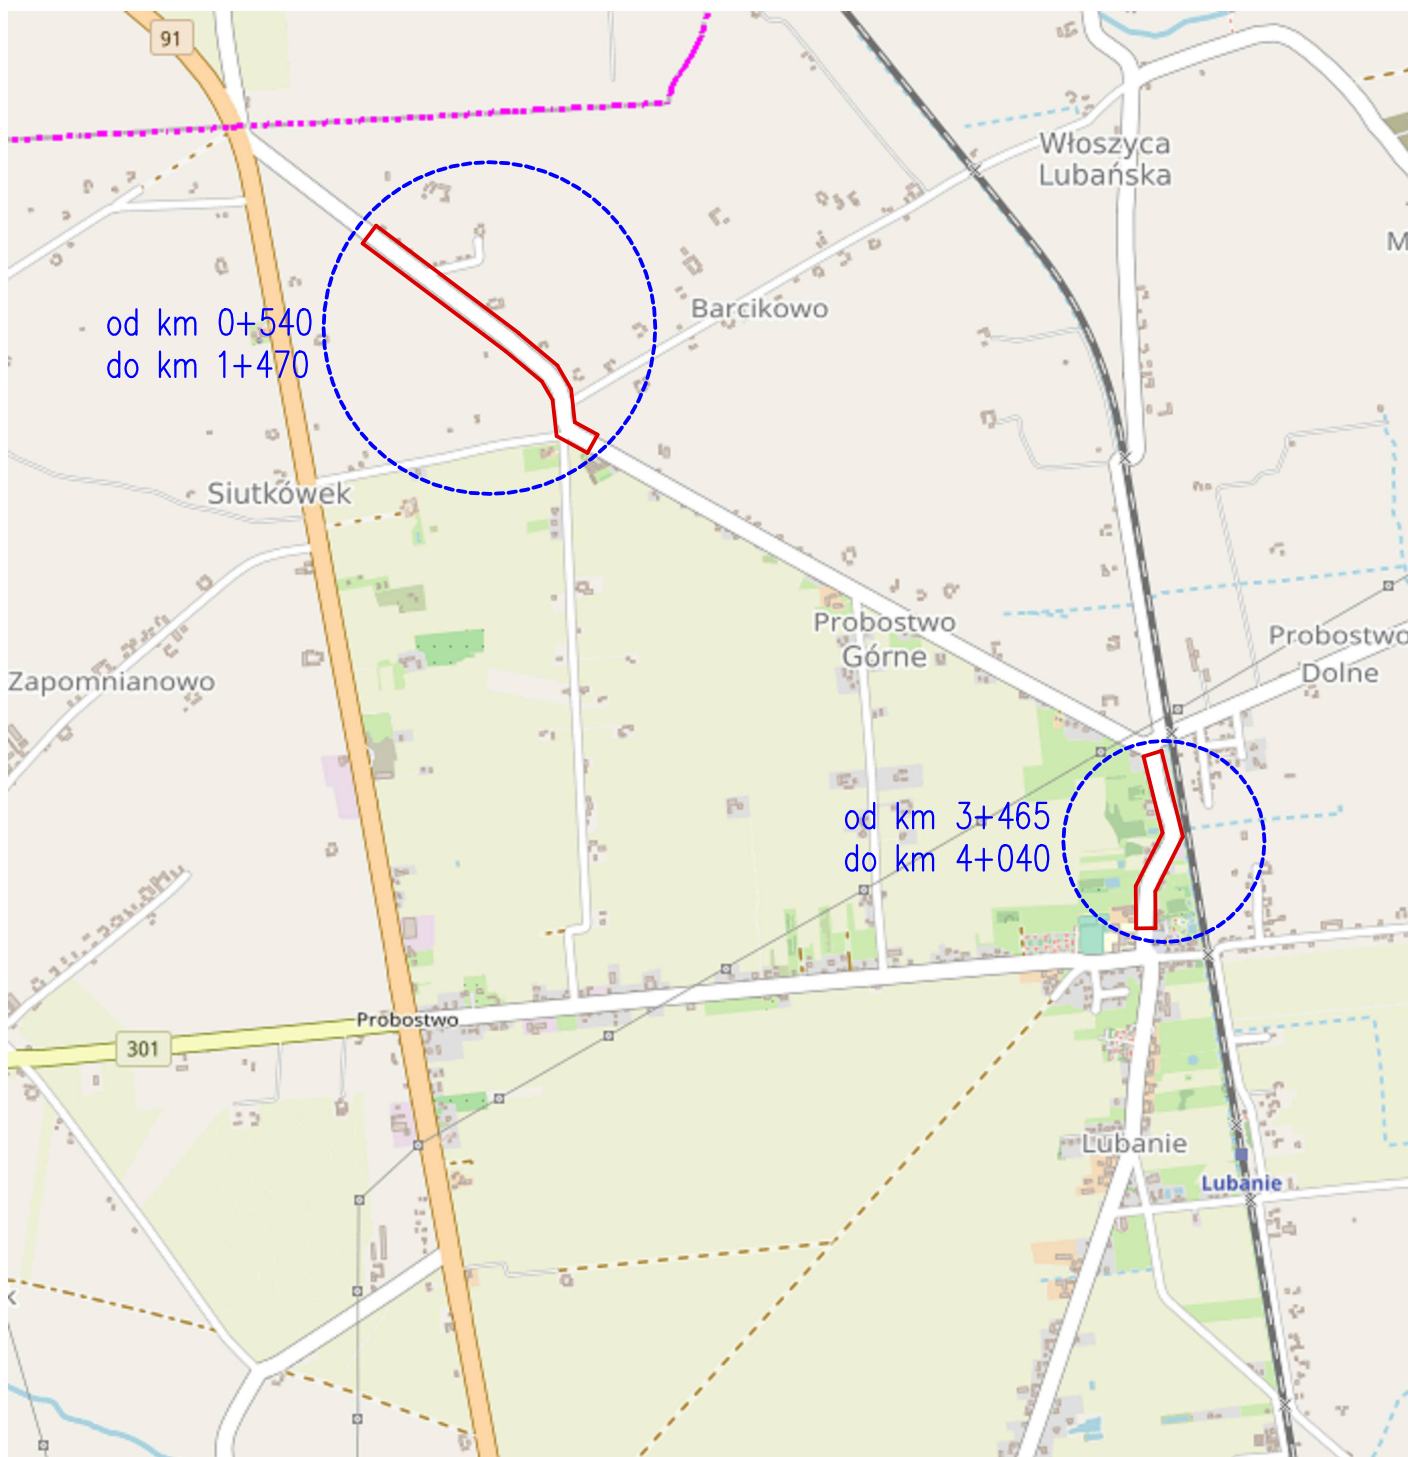 91
Włoszyca
Lubańska
M
Barcikowo
od km 0+540
do km 1+470
Siutkówek
Probostwo
Górne
Probostwo
Dolne
Zapomnianowo
od km 3+465
do km 4+040
Probostwo
301
Lubanie
Lubanie
k